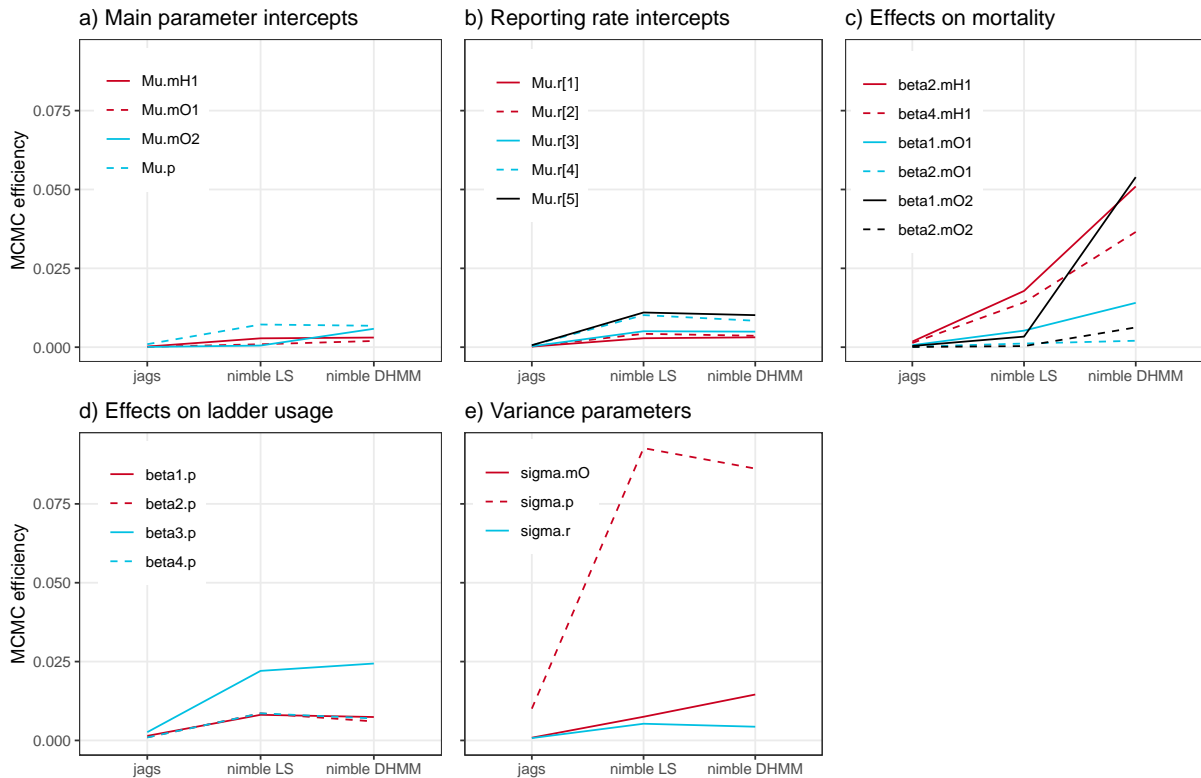 a) Main parameter intercepts
MCMC efficiency
0.075
0.050
0.025
0.000
Mu.mH1
Mu.mO1
Mu.mO2
Mu.p
jags
nimble LS
nimble DHMM
b) Reporting rate intercepts
Mu.r[1]
Mu.r[2]
Mu.r[3]
Mu.r[4]
Mu.r[5]
jags
nimble LS
nimble DHMM
c) Effects on mortality
beta2.mH1
beta4.mH1
beta1.mO1
beta2.mO1
beta1.mO2
beta2.mO2
jags
nimble LS
nimble DHMM
d) Effects on ladder usage
MCMC efficiency
0.075
0.050
0.025
0.000
beta1.p
beta2.p
beta3.p
beta4.p
jags
nimble LS
nimble DHMM
e) Variance parameters
sigma.mO
sigma.p
sigma.r
jags
nimble LS
nimble DHMM